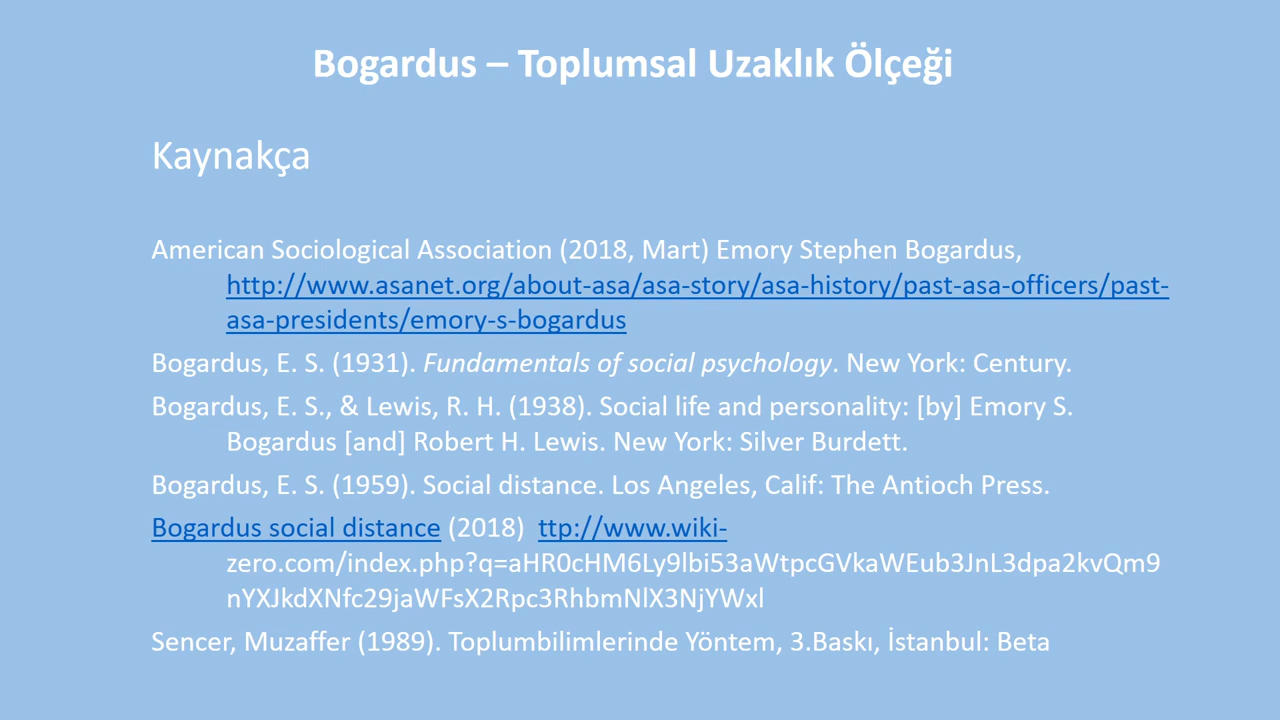 Bogardus – Toplumsal Uzaklık Ölçeği
Kaynakça
American Sociological Association (2018, Mart) Emory Stephen Bogardus,
http://www.asanet.org/about-asa/asa-story/asa-history/past-asa-officers/past-
asa-presidents/emory-s-bogardus
Bogardus, E. S. (1931). Fundamentals of social psychology. New York: Century.
Bogardus, E. S., & Lewis, R. H. (1938). Social life and personality: [by] Emory S.
Bogardus [and] Robert H. Lewis. New York: Silver Burdett.
Bogardus, E. S. (1959). Social distance. Los Angeles, Calif: The Antioch Press.
Bogardus social distance (2018)  ttp://www.wiki-
zero.com/index.php?q=aHR0cHM6Ly9lbi53aWtpcGVkaWEub3JnL3dpa2kvQm9
nYXJkdXNfc29jaWFsX2Rpc3RhbmNlX3NjYWxl
Sencer, Muzaffer (1989). Toplumbilimlerinde Yöntem, 3.Baskı, İstanbul: Beta